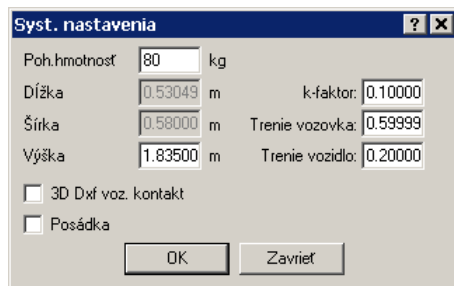 Syst. nastavenia
Poh.hmotnosť 80 kg
Dĺžka 0.53049 m k-faktor: 0.10000
Šírka 0.58000 m Trenie vozovka: 0.59999
Výška 1.83500 m Trenie vozidlo: 0.20000
3D Dxf voz. kontakt
Posádka
OK Zavrieť